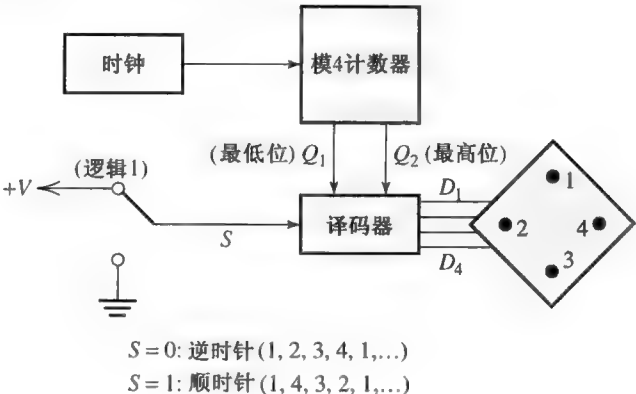 时钟
模4计数器
(最低位) Q₁
Q₂ (最高位)
(逻辑1)
+V
S
译码器
D₁
D₄
1
2
4
3
S = 0: 逆时针 (1, 2, 3, 4, 1,...)
S = 1: 顺时针 (1, 4, 3, 2, 1,...)